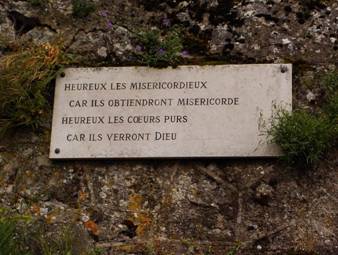 HEUREUX LES MISERICORDIEUX
CAR ILS OBTIENDRONT MISERICORDE
HEUREUX LES CŒURS PURS
CAR ILS VERRONT DIEU